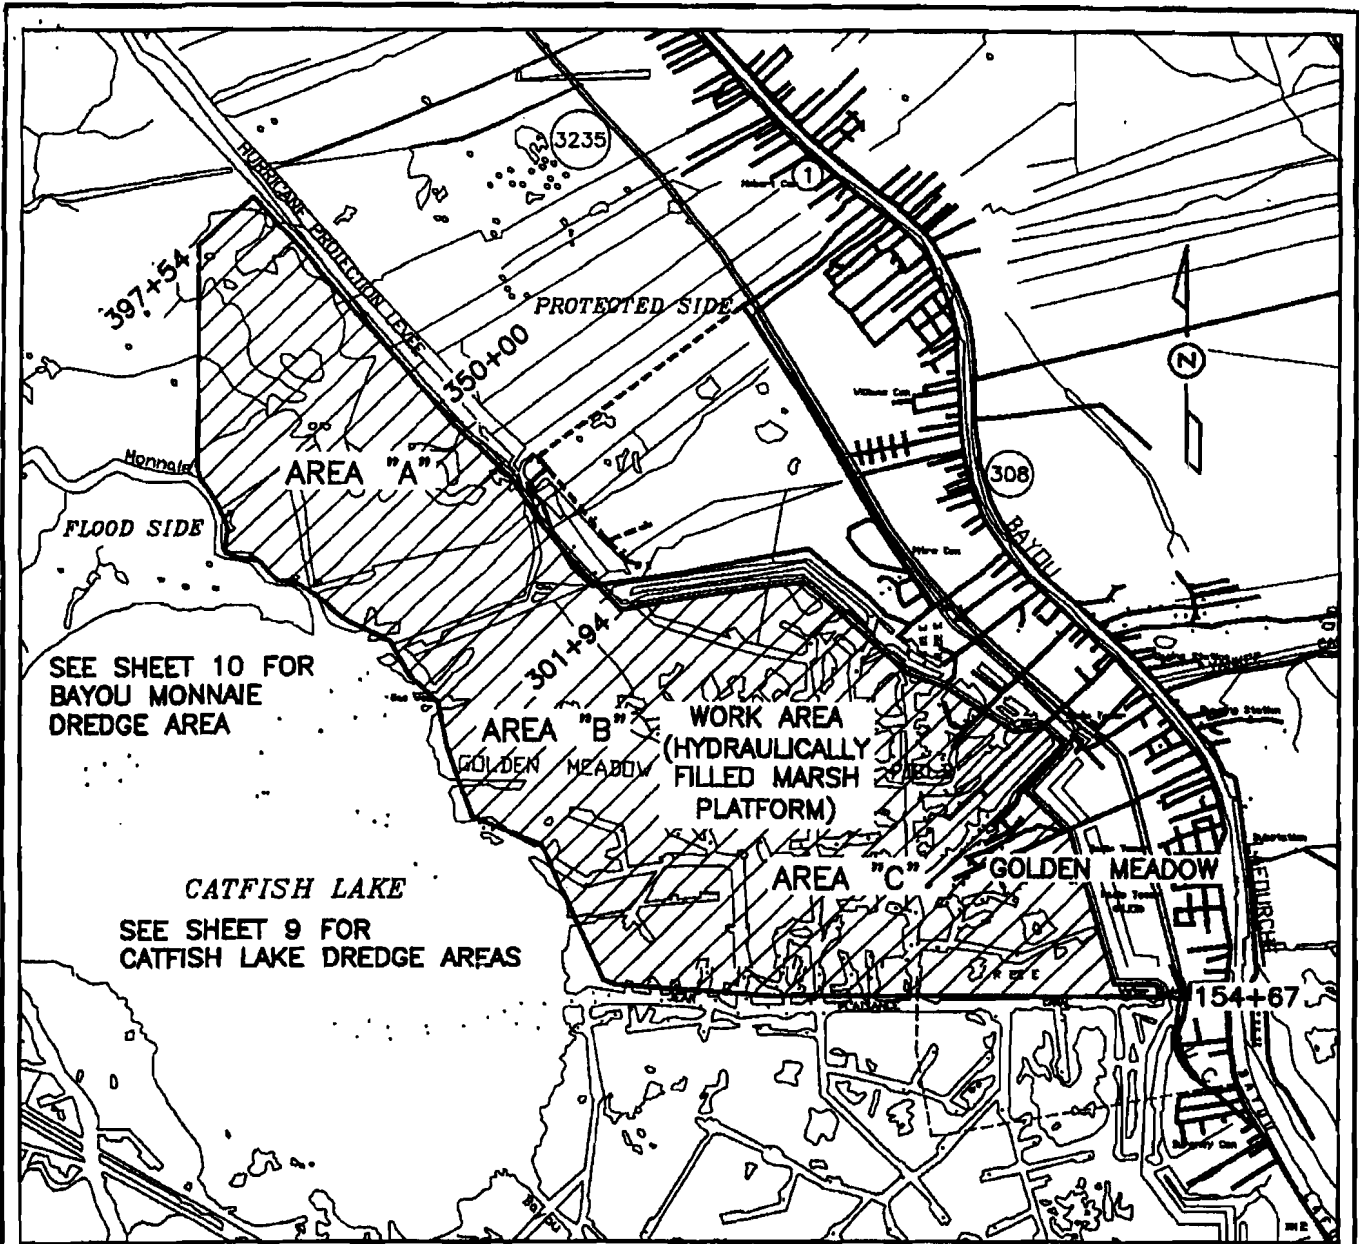 3235
1
HURRICANE PROTECTION LEVEE
397+54
PROTECTED SIDE
350+00
N
Monnaie
AREA "A"
308
FLOOD SIDE
BAYOU
301+94
SEE SHEET 10 FOR
BAYOU MONNAIE
DREDGE AREA
AREA "B"
GOLDEN MEADOW
WORK AREA
(HYDRAULICALLY
FILLED MARSH
PLATFORM)
AREA "C"
GOLDEN MEADOW
CATFISH LAKE
SEE SHEET 9 FOR
CATFISH LAKE DREDGE AREAS
154+67
Bayou